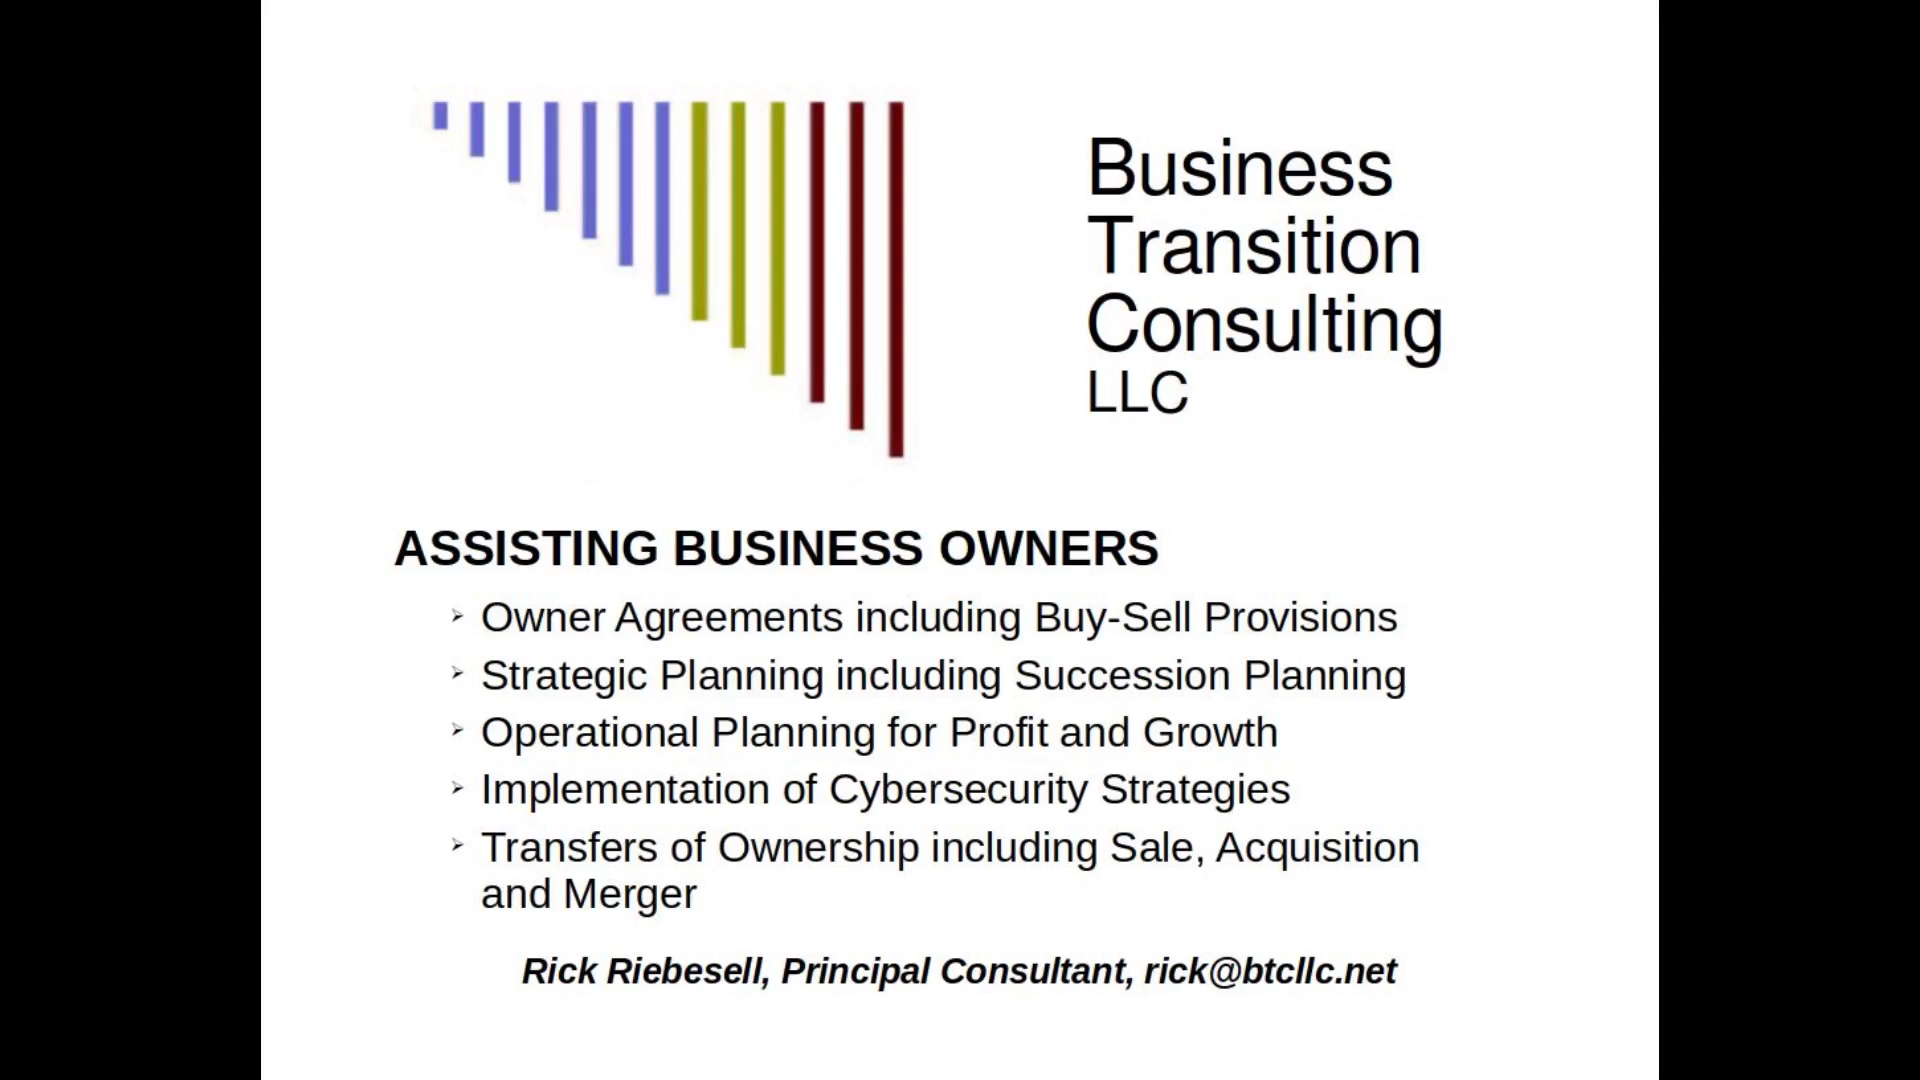 Business
Transition
Consulting
LLC
ASSISTING BUSINESS OWNERS
➢ Owner Agreements including Buy-Sell Provisions
➢ Strategic Planning including Succession Planning
➢ Operational Planning for Profit and Growth
➢ Implementation of Cybersecurity Strategies
➢ Transfers of Ownership including Sale, Acquisition
and Merger
Rick Riebesell, Principal Consultant, rick@btcllc.net